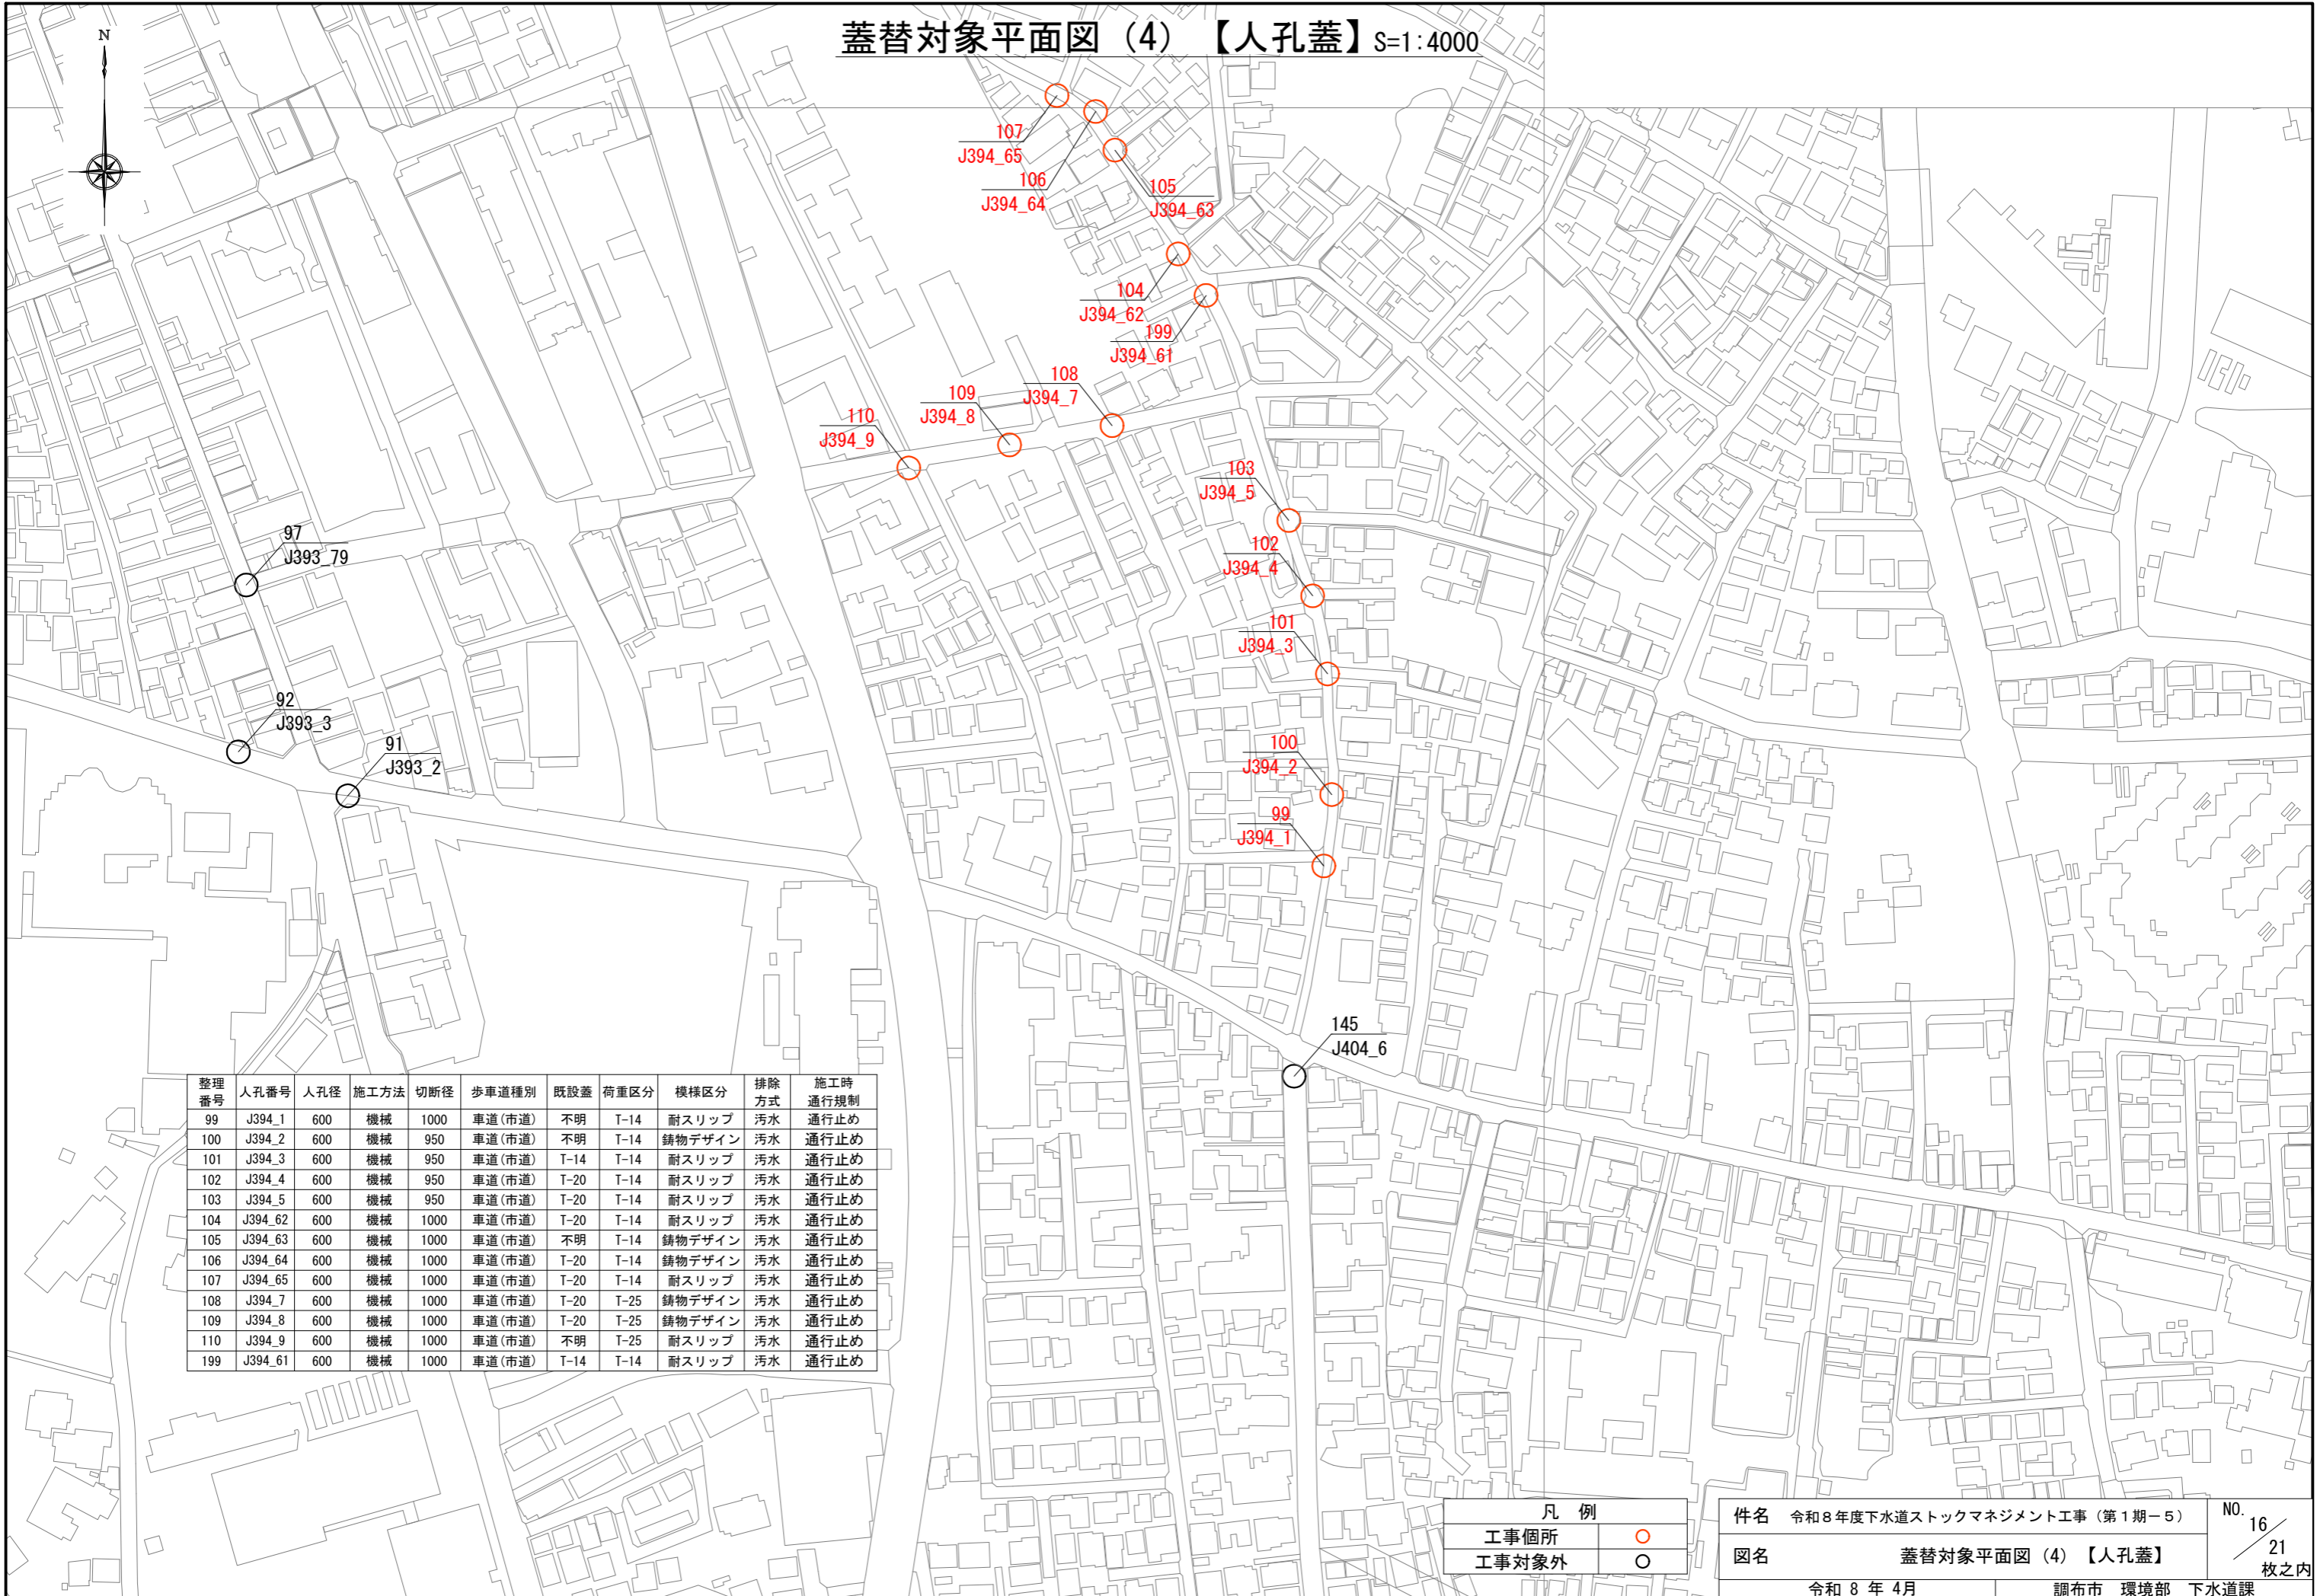 蓋替対象平面図（4）【人孔蓋】S=1:4000
N
107
J394_65
106
J394_64
105
J394_63
104
J394_62
199
J394_61
108
J394_7
109
J394_8
110
J394_9
103
J394_5
102
J394_4
101
J394_3
100
J394_2
99
J394_1
97
J393_79
92
J393_3
91
J393_2
145
J404_6
整理番号 人孔番号 人孔径 施工方法 切断径 歩車道種別 既設蓋 荷重区分 模様区分 排除方式 施工時通行規制
99 J394_1 600 機械 1000 車道(市道) 不明 T-14 耐スリップ 汚水 通行止め
100 J394_2 600 機械 950 車道(市道) 不明 T-14 鋳物デザイン 汚水 通行止め
101 J394_3 600 機械 950 車道(市道) T-14 T-14 耐スリップ 汚水 通行止め
102 J394_4 600 機械 950 車道(市道) T-20 T-14 耐スリップ 汚水 通行止め
103 J394_5 600 機械 950 車道(市道) T-20 T-14 耐スリップ 汚水 通行止め
104 J394_62 600 機械 1000 車道(市道) T-20 T-14 耐スリップ 汚水 通行止め
105 J394_63 600 機械 1000 車道(市道) 不明 T-14 鋳物デザイン 汚水 通行止め
106 J394_64 600 機械 1000 車道(市道) T-20 T-14 鋳物デザイン 汚水 通行止め
107 J394_65 600 機械 1000 車道(市道) T-20 T-14 耐スリップ 汚水 通行止め
108 J394_7 600 機械 1000 車道(市道) T-20 T-25 鋳物デザイン 汚水 通行止め
109 J394_8 600 機械 1000 車道(市道) T-20 T-25 鋳物デザイン 汚水 通行止め
110 J394_9 600 機械 1000 車道(市道) 不明 T-25 耐スリップ 汚水 通行止め
199 J394_61 600 機械 1000 車道(市道) T-14 T-14 耐スリップ 汚水 通行止め
凡 例
工事個所
工事対象外
件名 令和８年度下水道ストックマネジメント工事（第１期－５）
NO. 16/21枚之内
図名 蓋替対象平面図（4）【人孔蓋】
令和 8 年 4月 調布市 環境部 下水道課